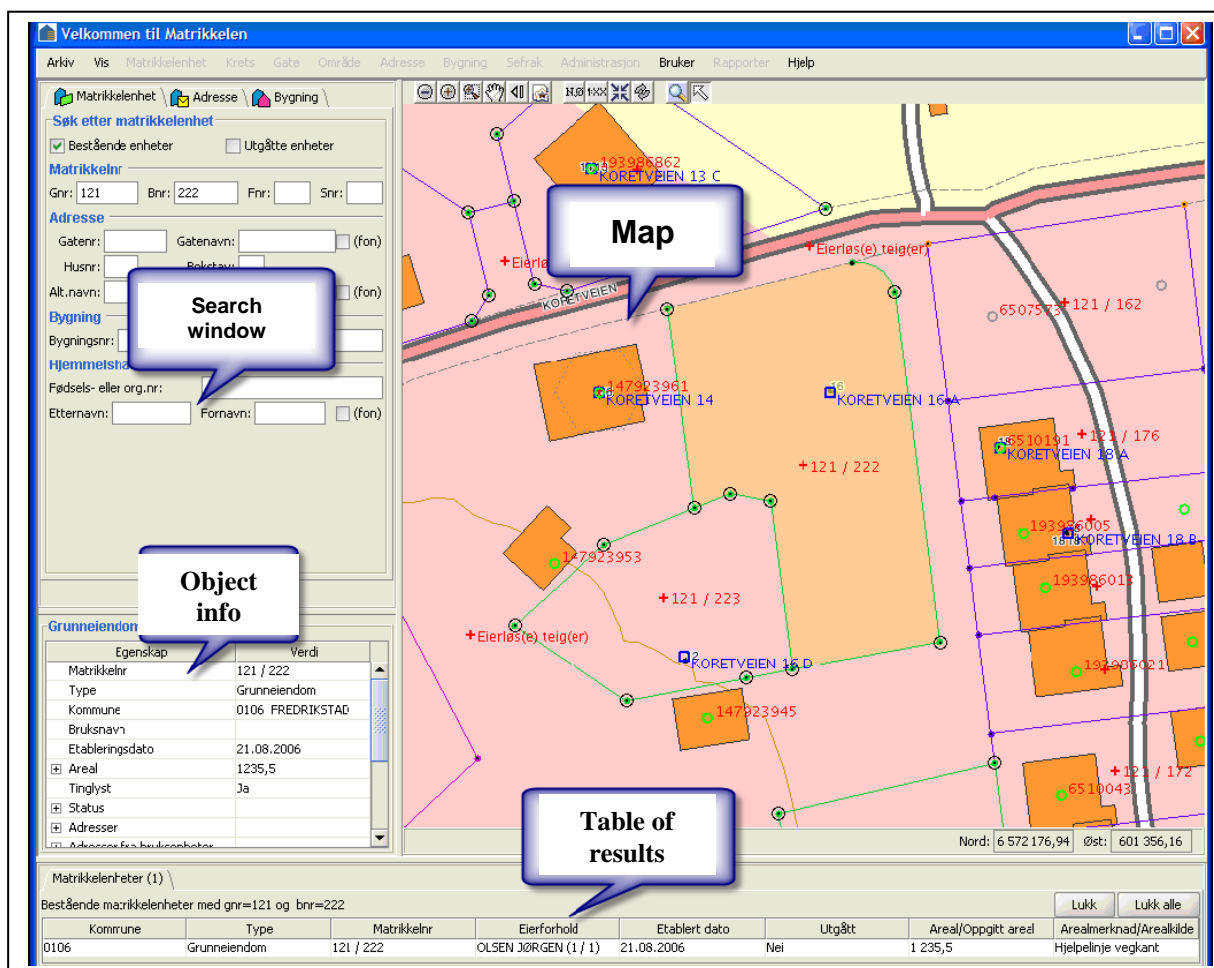 Velkommen til Matrikkelen
Arkiv Vis Matrikkelenhet Krets Gate Område Adresse Bygning Sefrak Administrasjon Bruker Rapporter Hjelp
Matrikkelenhet Adresse Bygning
Søk etter matrikkelenhet
Bestående enheter Utgåtte enheter
Matrikkelnr
Gnr: 121 Bnr: 222 Fnr: Snr:
Adresse
Gatenr: Gatenavn: (fon)
Husnr: Bokstav:
Alt.navn: (fon)
Bygning
Bygningsnr:
Fødsels- eller org.nr:
Etternavn: Fornavn: (fon)
Search
window
Object
info
Grunneiendom
Egenskap Verdi
Matrikkelnr 121 / 222
Type Grunneiendom
Kommune 0106 FREDRIKSTAD
Bruksnavn
Etableringsdato 21.08.2006
Areal 1235,5
Tinglyst Ja
Status
Adresser
Adresser fra bruksenheter
N,Ø 1:XX
193986862
KORETVEIEN 13 C
Map
Eierløs(e) teig(er)
KORETVEIEN
6507573
121 / 162
147923961
KORETVEIEN 14
16
KORETVEIEN 16 A
121 / 222
6510191
121 / 176
KORETVEIEN 18 A
193986005
KORETVEIEN 18 B
147923953
193986013
121 / 223
Eierløs(e) teig(er)
2
KORETVEIEN 16 D
193986021
147923945
121 / 172
6510043
Table of
results
Nord: 6 572 176,94 Øst: 601 356,16
Matrikkelenheter (1)
Bestående matrikkelenheter med gnr=121 og bnr=222 Lukk Lukk alle
Kommune Type Matrikkelnr Eierforhold Etablert dato Utgått Areal/Oppgitt areal Arealmerknad/Arealkilde
0106 Grunneiendom 121 / 222 OLSEN JØRGEN (1 / 1) 21.08.2006 Nei 1 235,5 Hjelpelinje vegkant